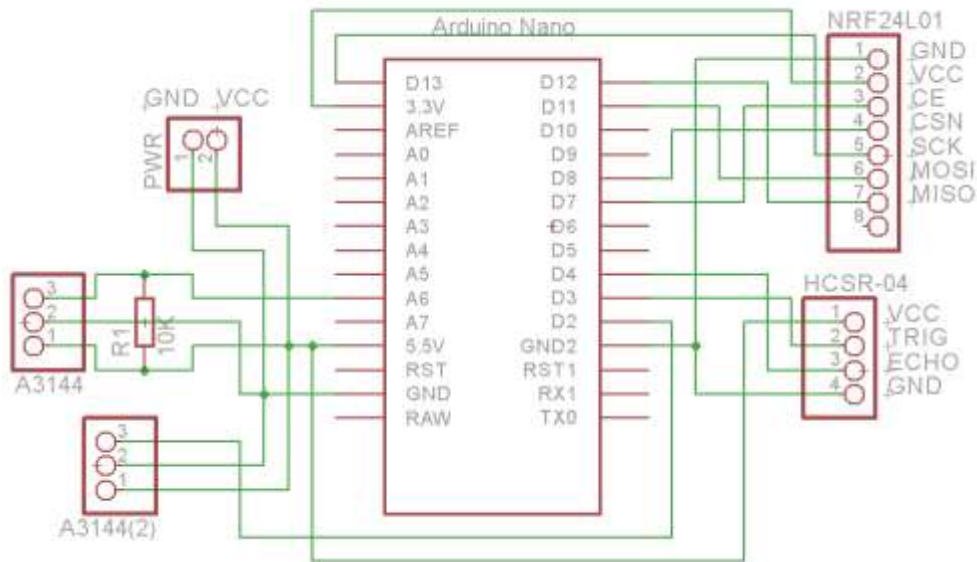 Arduino Nano
D13
3.3V
AREF
A0
A1
A2
A3
A4
A5
A6
A7
5.5V
RST
GND
RAW
D12
D11
D10
D9
D8
D7
D6
D5
D4
D3
D2
GND2
RST1
RX1
TX0
NRF24L01
1 GND
2 VCC
3 CE
4 CSN
5 SCK
6 MOSI
7 MISO
8
GND VCC
PWR
1
2
3
2
1
A3144
R1
10K
3
2
1
A3144(2)
HCSR-04
1 VCC
2 TRIG
3 ECHO
4 GND